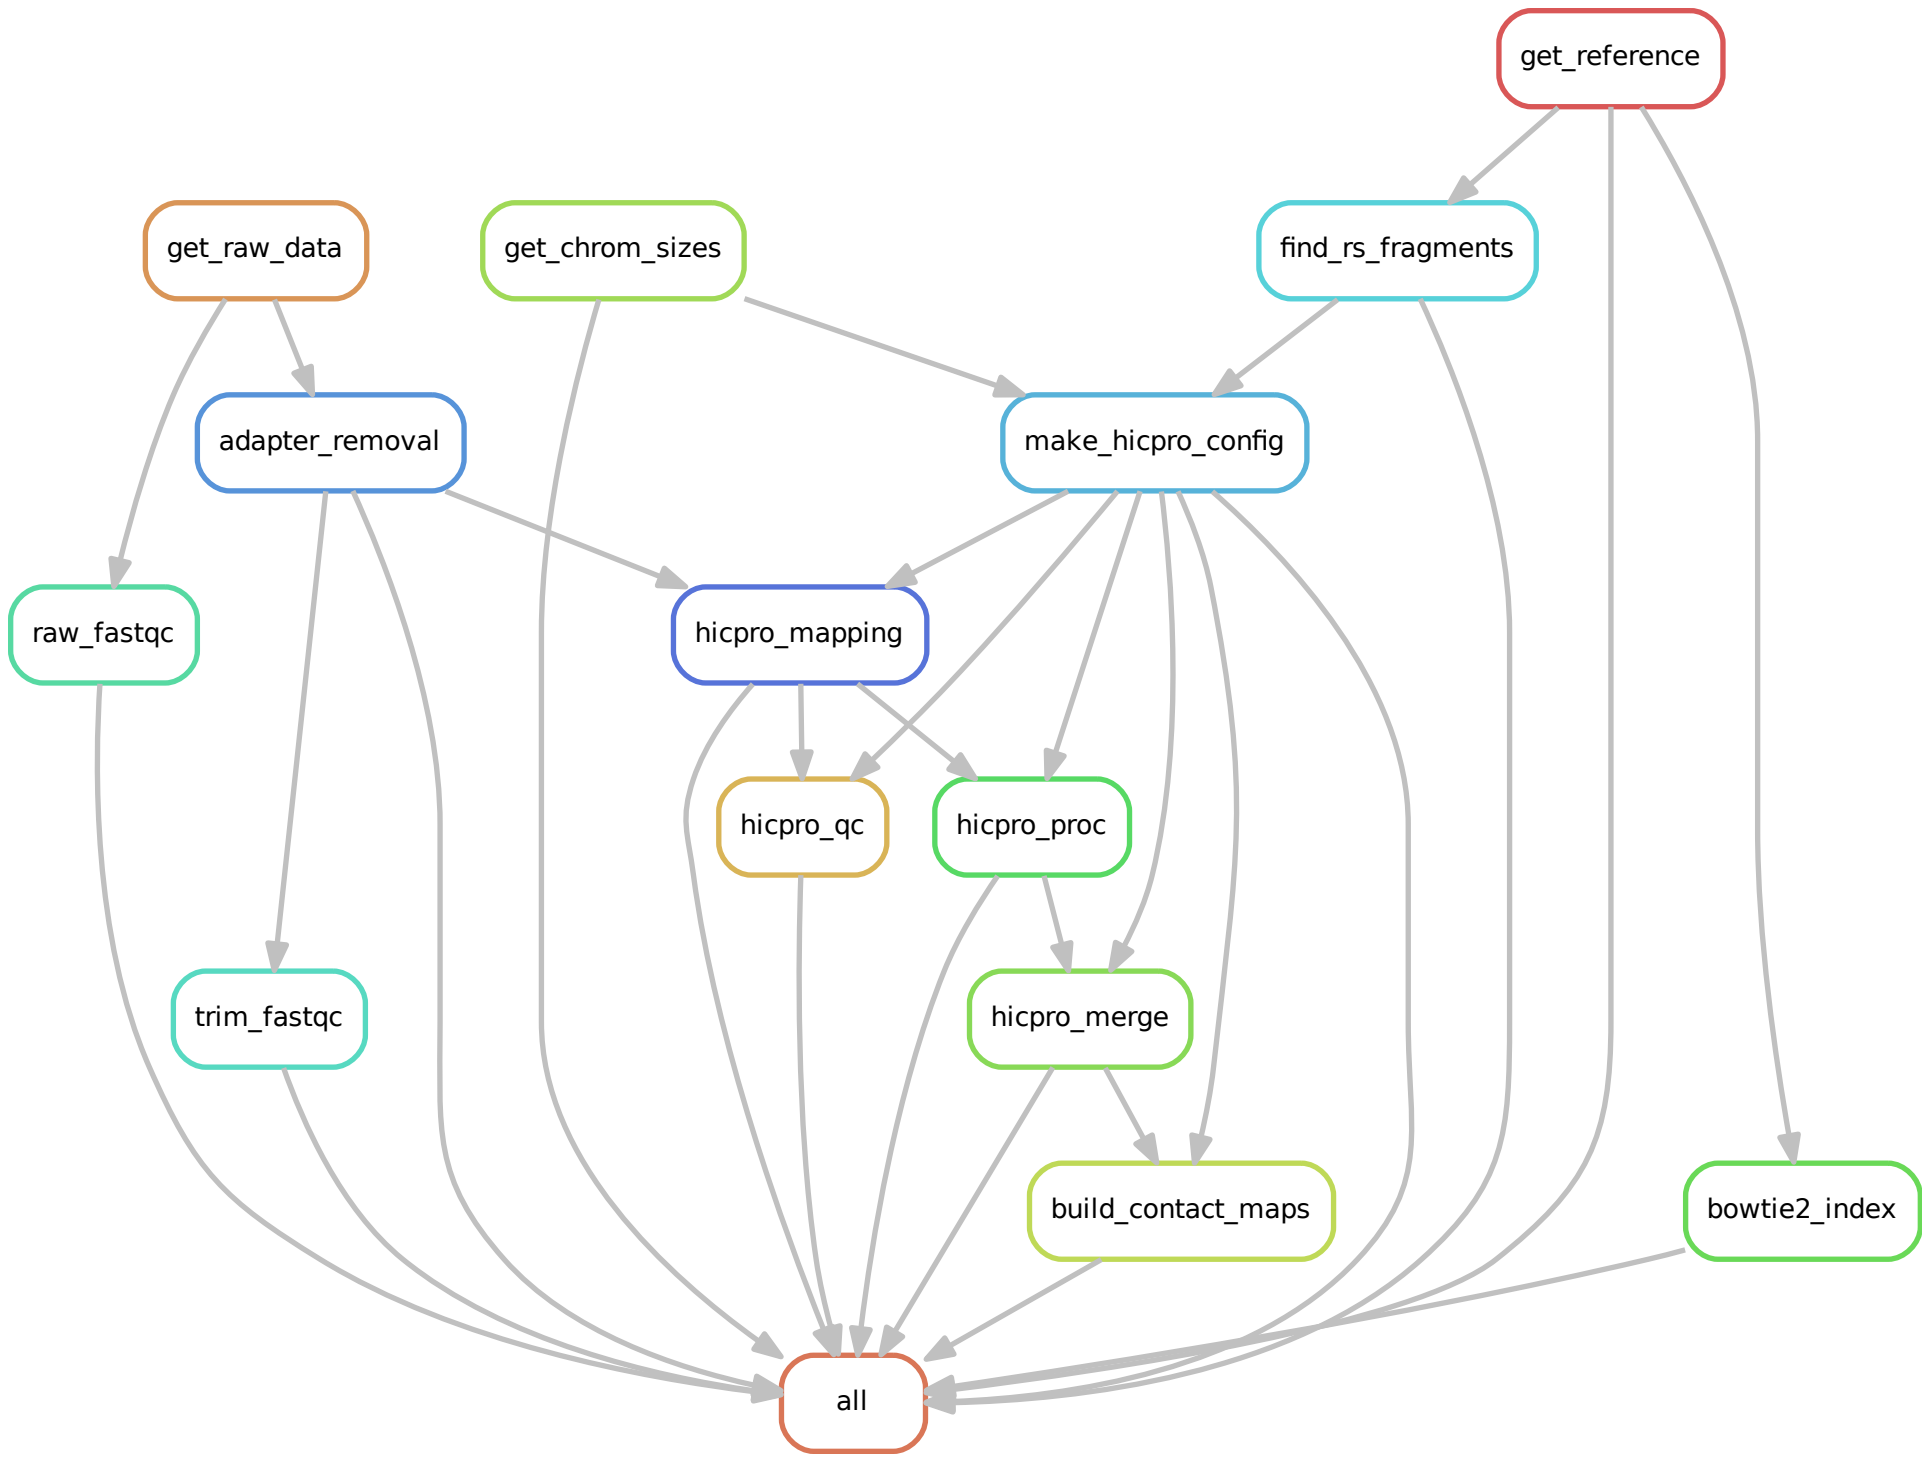 get_reference
get_raw_data
get_chrom_sizes
find_rs_fragments
adapter_removal
make_hicpro_config
raw_fastqc
hicpro_mapping
hicpro_qc
hicpro_proc
trim_fastqc
hicpro_merge
build_contact_maps
bowtie2_index
all